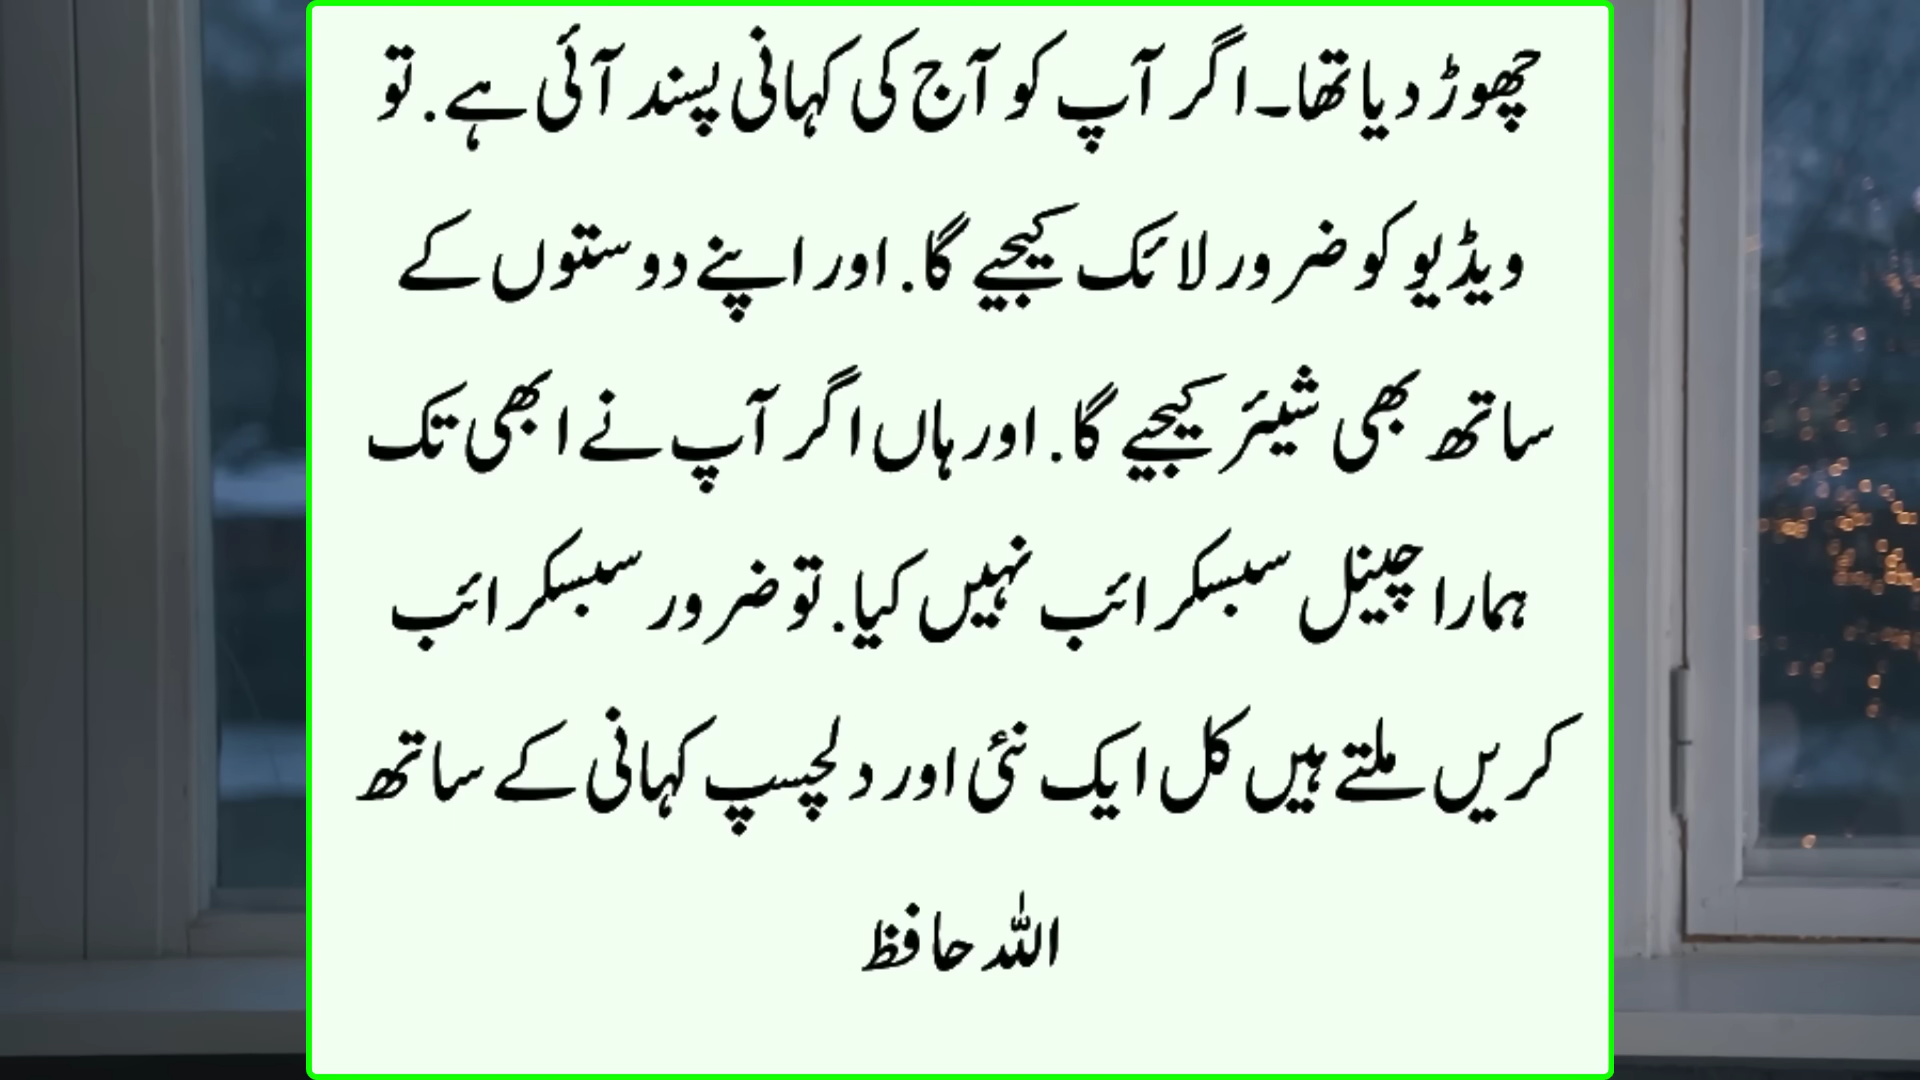 چھوڑ دیا تھا۔ اگر آپ کو آج کی کہانی پسند آئی ہے. تو
ویڈیو کو ضرور لائک کیجیے گا. اور اپنے دوستوں کے
ساتھ بھی شیئر کیجیے گا. اور ہاں اگر آپ نے ابھی تک
ہمارا چینل سبسکرائب نہیں کیا. تو ضرور سبسکرائب
کریں ملتے ہیں کل ایک نئی اور دلچسپ کہانی کے ساتھ
اللہ حافظ